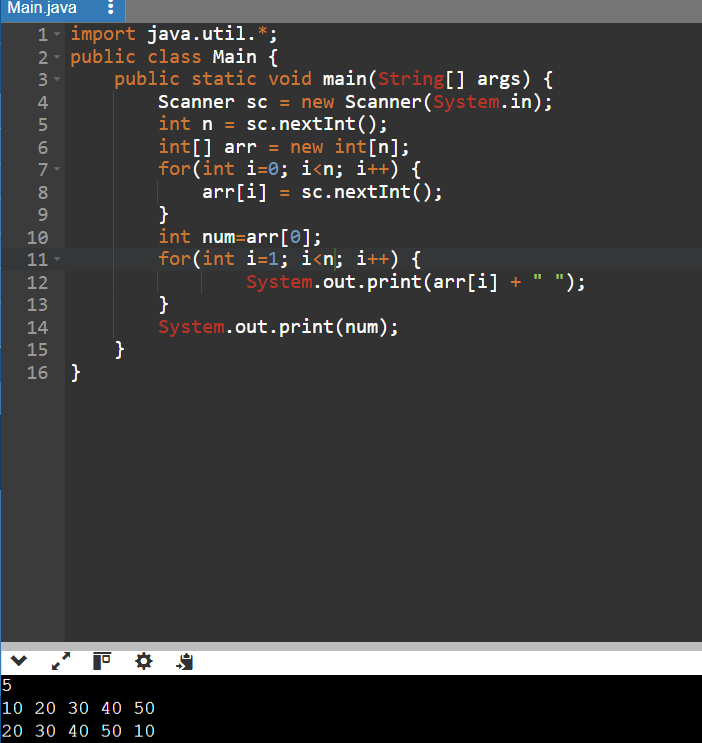 Main.java
1 import java.util.*;
2 public class Main {
3     public static void main(String[] args) {
4         Scanner sc = new Scanner(System.in);
5         int n = sc.nextInt();
6         int[] arr = new int[n];
7         for(int i=0; i<n; i++) {
8             arr[i] = sc.nextInt();
9         }
10         int num=arr[0];
11         for(int i=1; i<n; i++) {
12                 System.out.print(arr[i] + " ");
13         }
14         System.out.print(num);
15     }
16 }
5
10 20 30 40 50
20 30 40 50 10